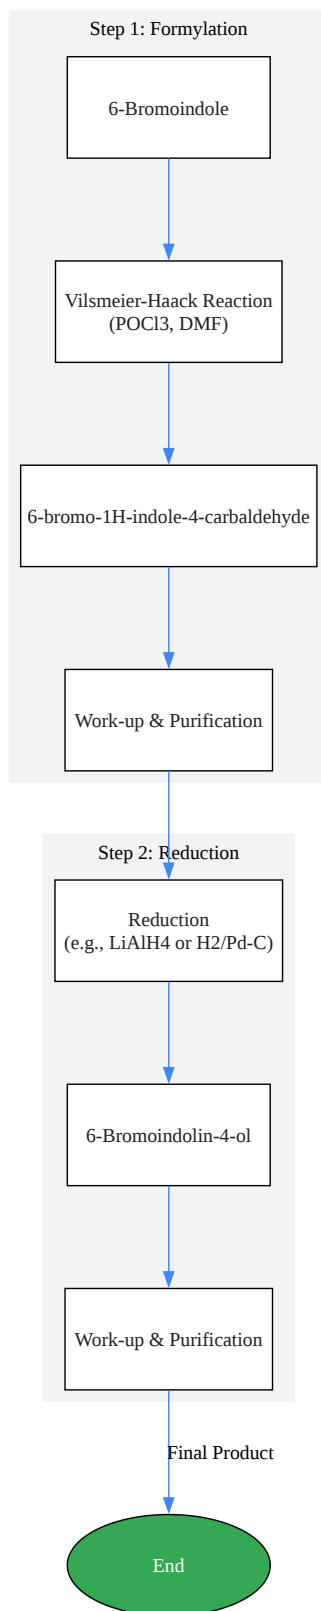 Step 1: Formylation
6-Bromoindole
Vilsmeier-Haack Reaction
(POCl3, DMF)
6-bromo-1H-indole-4-carbaldehyde
Work-up & Purification
Step 2: Reduction
Reduction
(e.g., LiAlH4 or H2/Pd-C)
6-Bromoindolin-4-ol
Work-up & Purification
Final Product
End